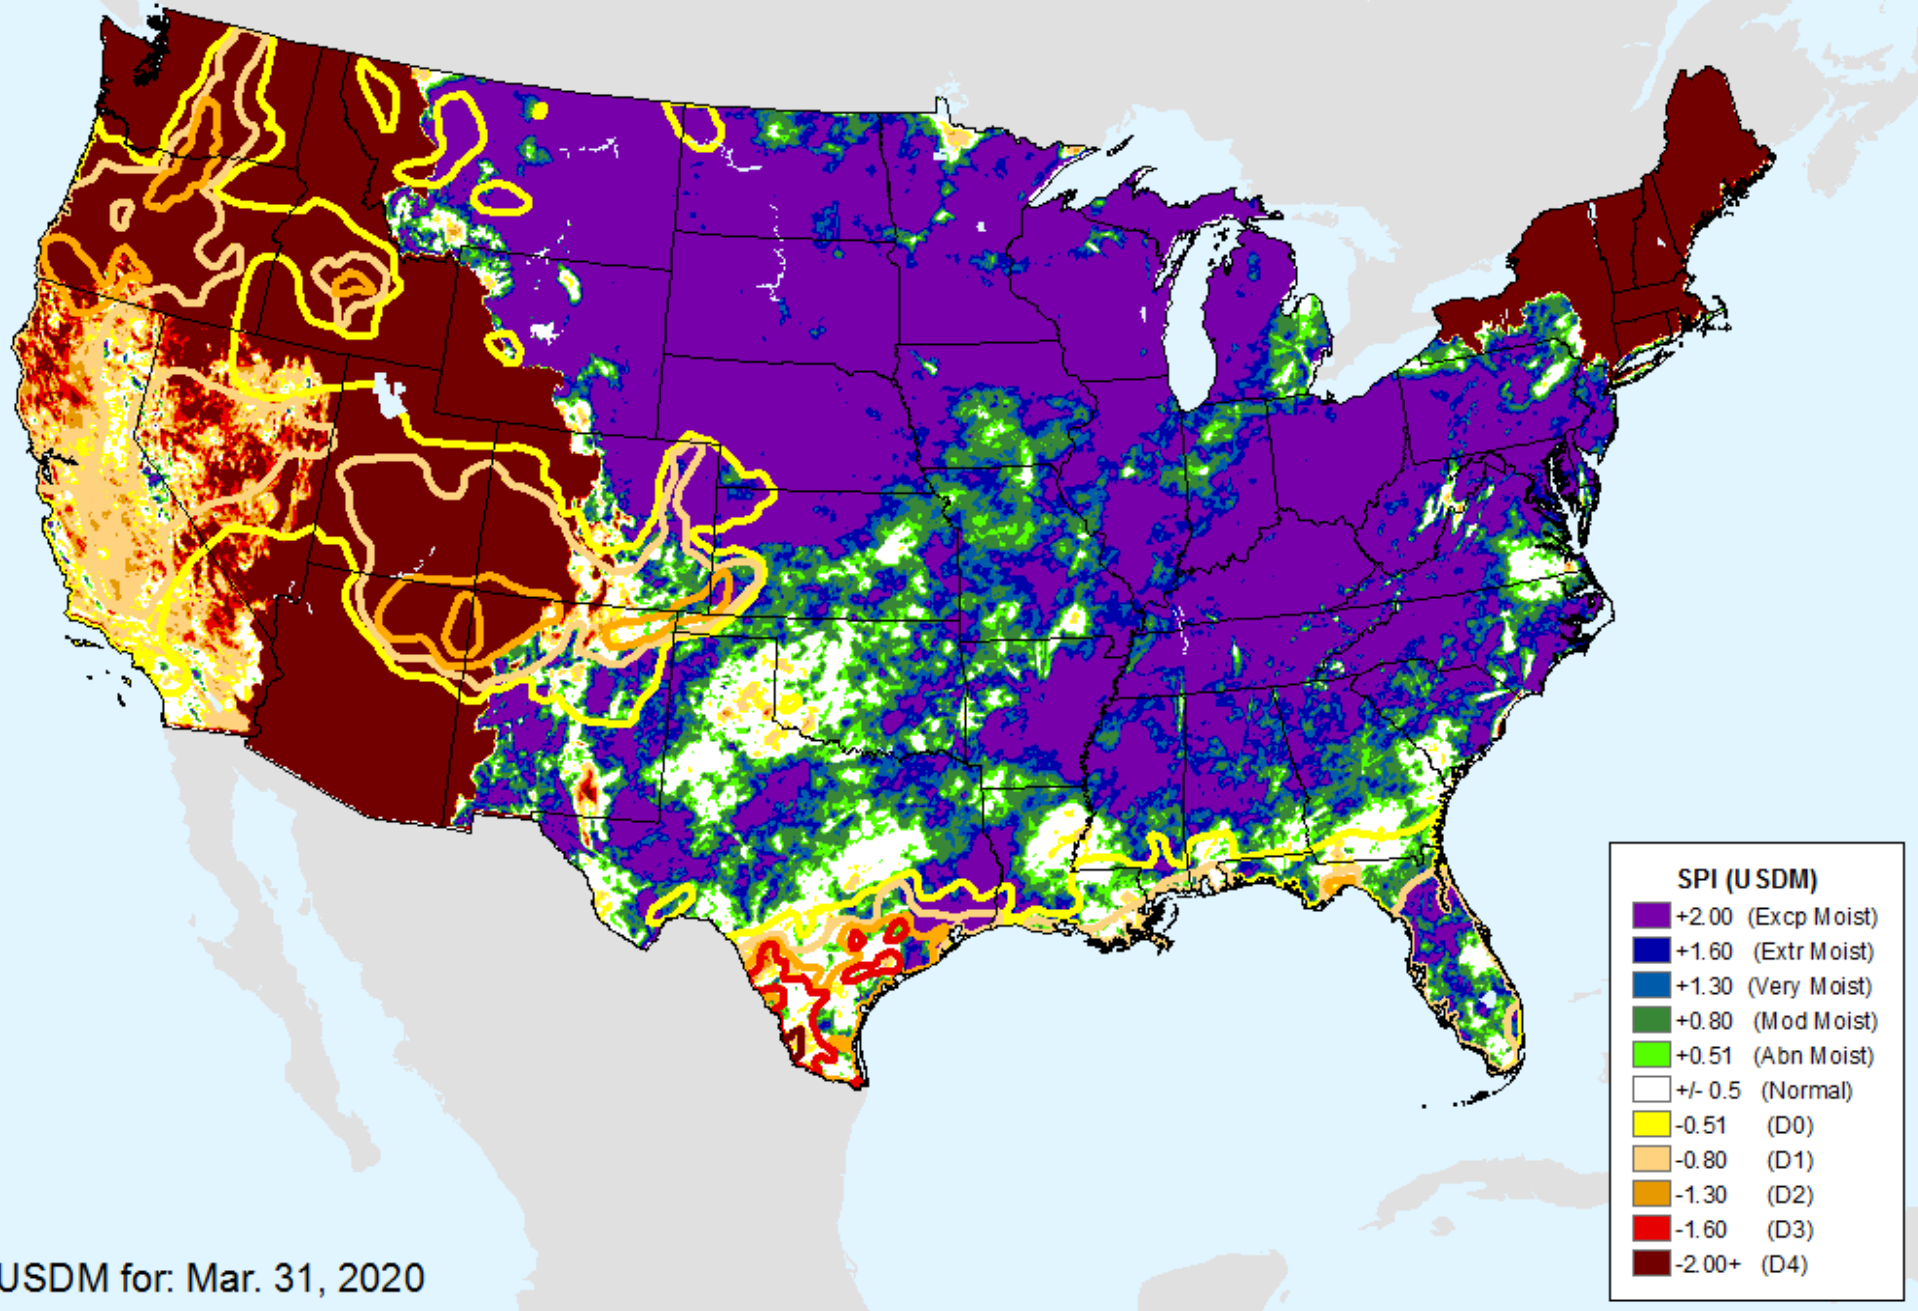 SPI (USDM)
+2.00 (Excp Moist)
+1.60 (Extr Moist)
+1.30 (Very Moist)
+0.80 (Mod Moist)
+0.51 (Abn Moist)
+/- 0.5 (Normal)
-0.51 (D0)
-0.80 (D1)
-1.30 (D2)
-1.60 (D3)
-2.00+ (D4)
USDM for: Mar. 31, 2020